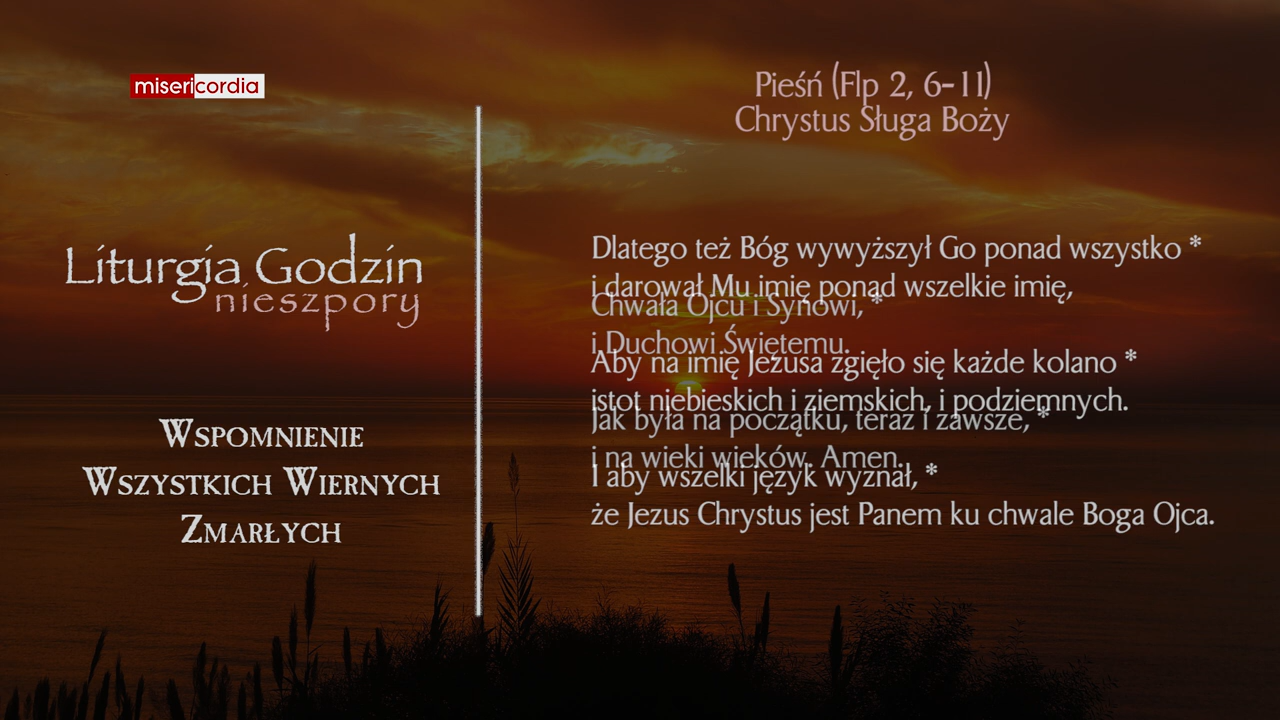 misericordia
Liturgia Godzin
nieszpory
Wspomnienie
Wszystkich Wiernych
Zmarłych
Pieśń (Flp 2, 6-11)
Chrystus Sługa Boży
Dlatego też Bóg wywyższył Go ponad wszystko *
i darował Mu imię ponad wszelkie imię,
Chwała Ojcu i Synowi, *
i Duchowi Świętemu.
Aby na imię Jezusa zgięło się każde kolano *
istot niebieskich i ziemskich, i podziemnych.
Jak była na początku, teraz i zawsze, *
i na wieki wieków. Amen.
I aby wszelki język wyznał, *
że Jezus Chrystus jest Panem ku chwale Boga Ojca.